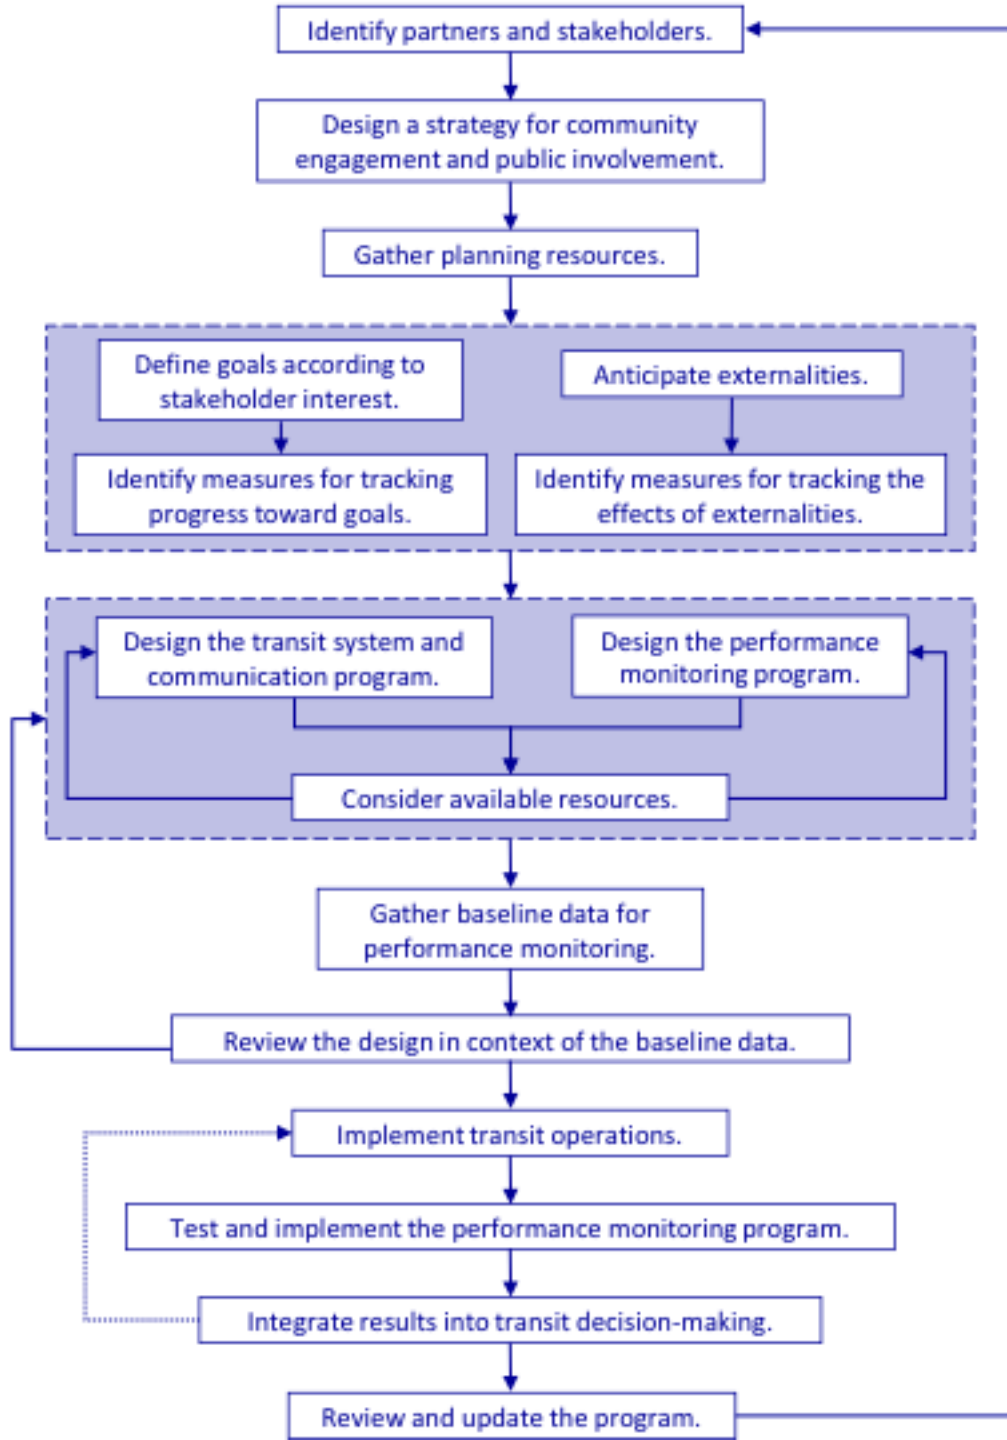 Identify partners and stakeholders.
Design a strategy for community
engagement and public involvement.
Gather planning resources.
Define goals according to
stakeholder interest.
Anticipate externalities.
Identify measures for tracking
progress toward goals.
Identify measures for tracking the
effects of externalities.
Design the transit system and
communication program.
Design the performance
monitoring program.
Consider available resources.
Gather baseline data for
performance monitoring.
Review the design in context of the baseline data.
Implement transit operations.
Test and implement the performance monitoring program.
Integrate results into transit decision-making.
Review and update the program.